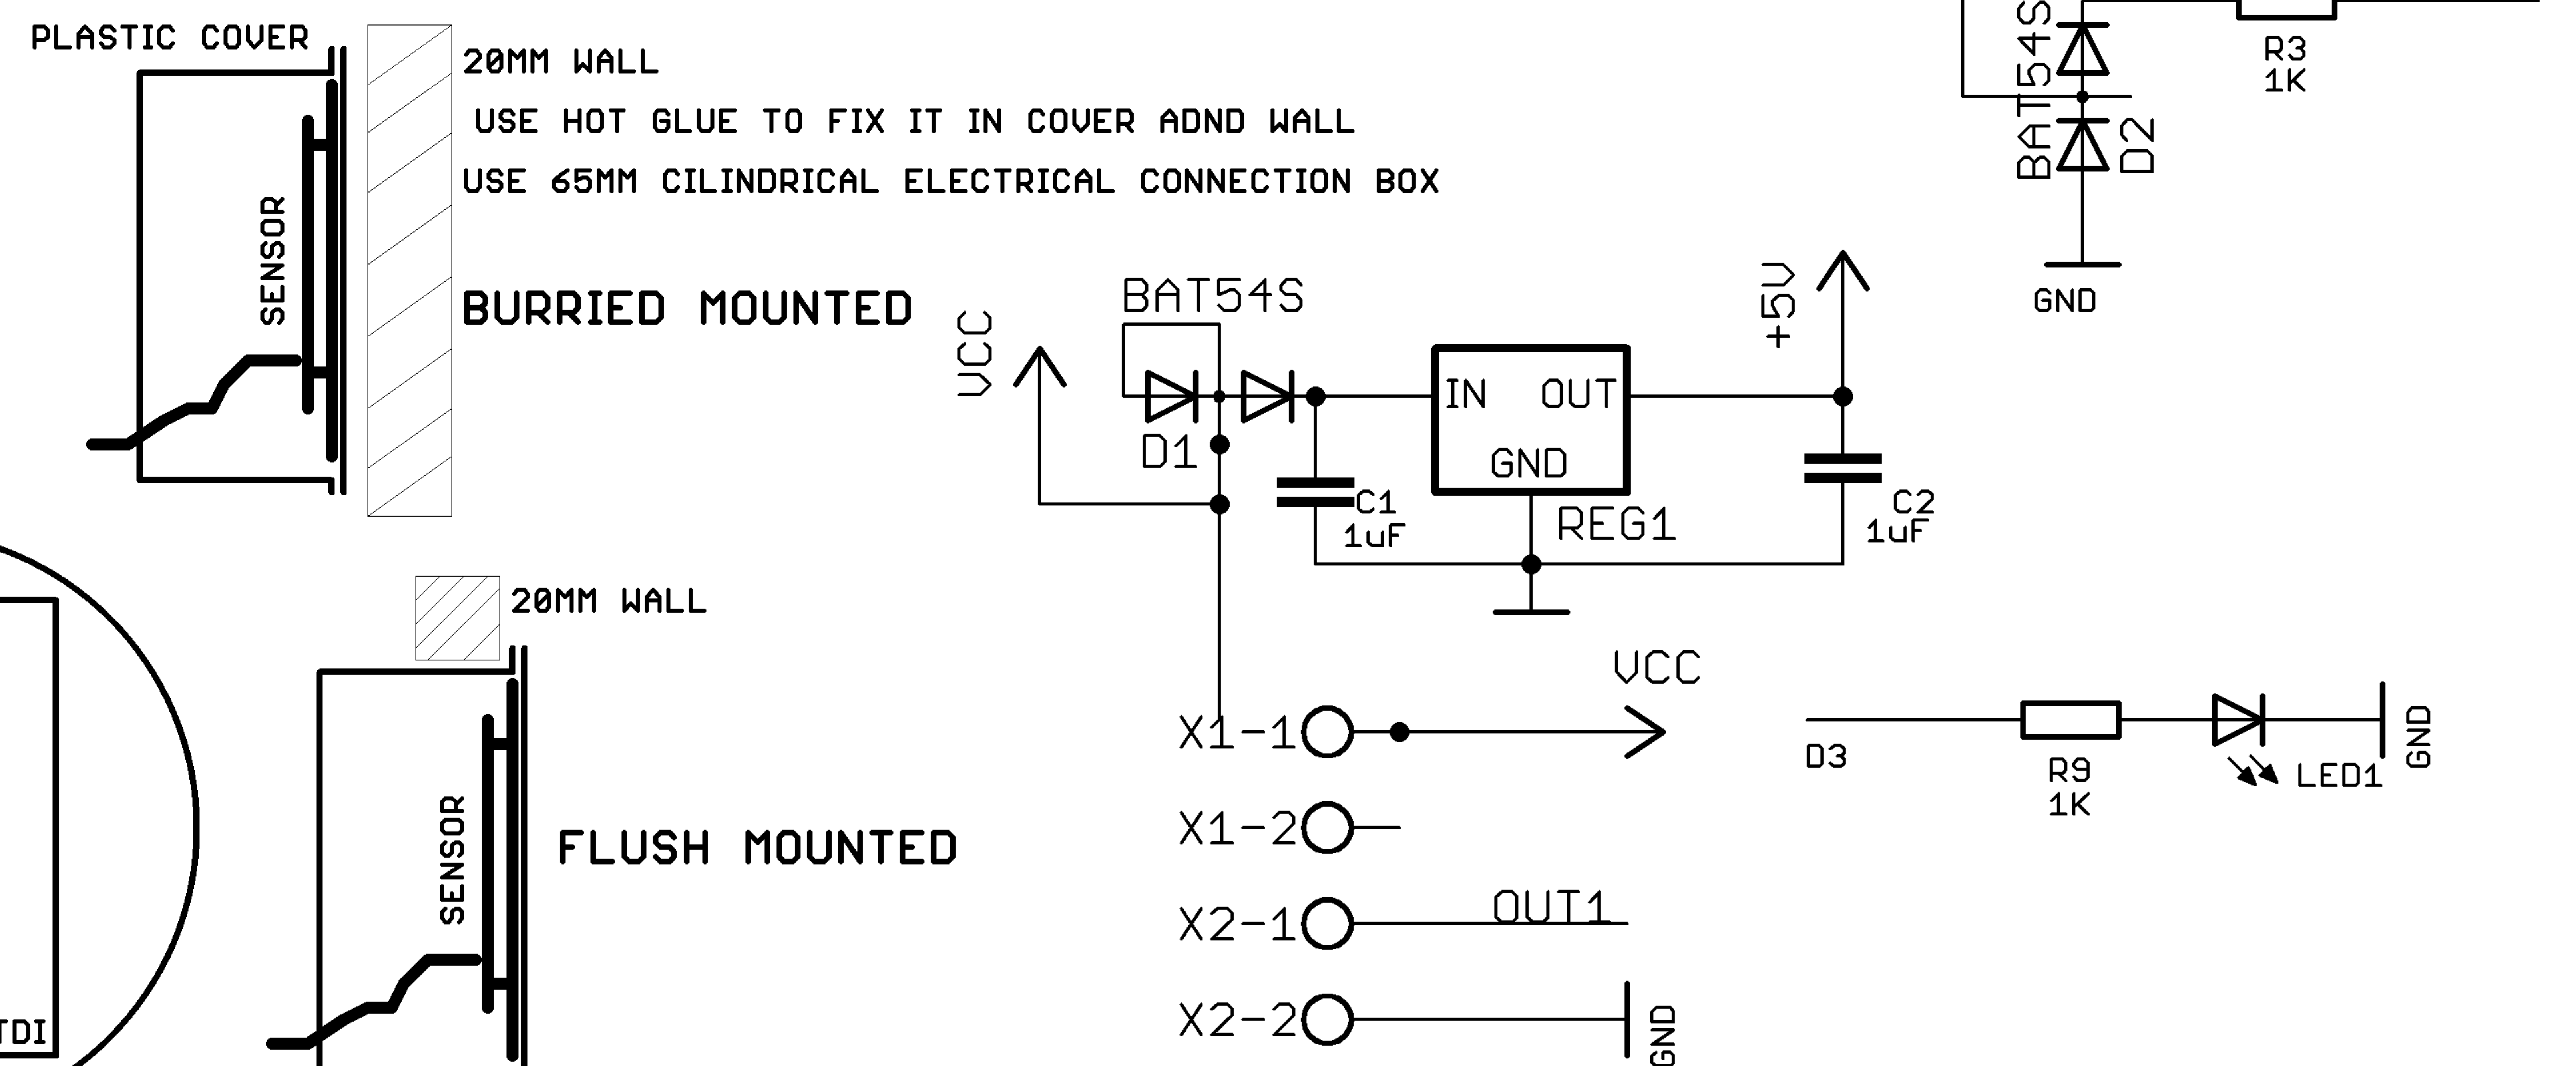 PLASTIC COVER
20MM WALL
USE HOT GLUE TO FIX IT IN COVER ADND WALL
USE 65MM CILINDRICAL ELECTRICAL CONNECTION BOX
SENSOR
BURRIED MOUNTED
20MM WALL
SENSOR
FLUSH MOUNTED
TDI
BAT54S
R3
1K
D2
GND
VCC
BAT54S
D1
C1
1uF
IN OUT
GND
REG1
+5V
C2
1uF
VCC
X1-1
X1-2
X2-1
OUT1
X2-2
GND
D3
R9
1K
LED1
GND